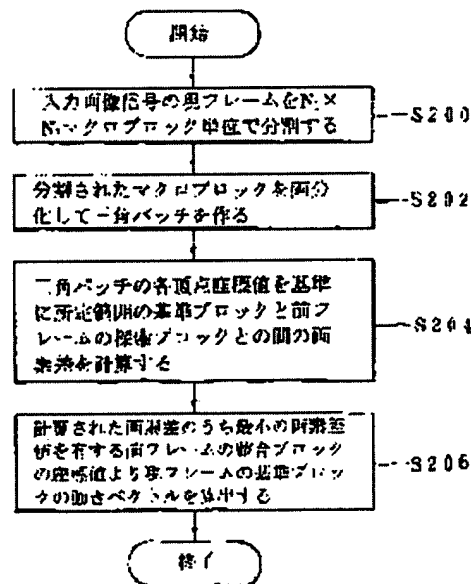 開始
入力画像信号の現フレームをN₁×
N₂マクロブロック単位で分割する
S200
分割されたマクロブロックを両分
化して三角パッチを作る
S202
三角パッチの各頂点座標値を基準
に所定範囲の基準ブロックと前フ
レームの探索ブロックとの間の画
素差を計算する
S204
計算された画素差のうち最小の画素差
値を有する前フレームの整合ブロック
の座標値より現フレームの基準ブロッ
クの動きベクトルを算出する
S206
終了